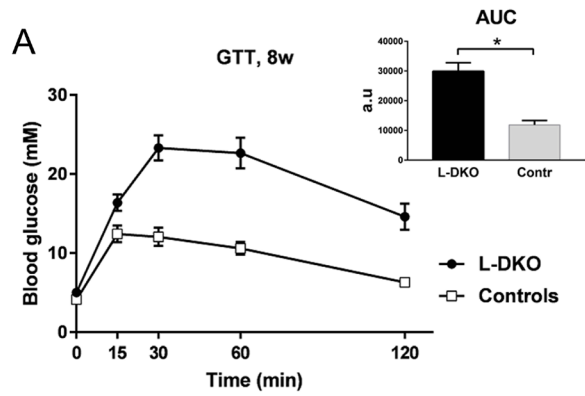 A
GTT, 8w
AUC
*
40000
30000
20000
10000
0
a.u
L-DKO Contr
30
20
10
0
Blood glucose (mM)
0 15 30 60 120
Time (min)
L-DKO
Controls